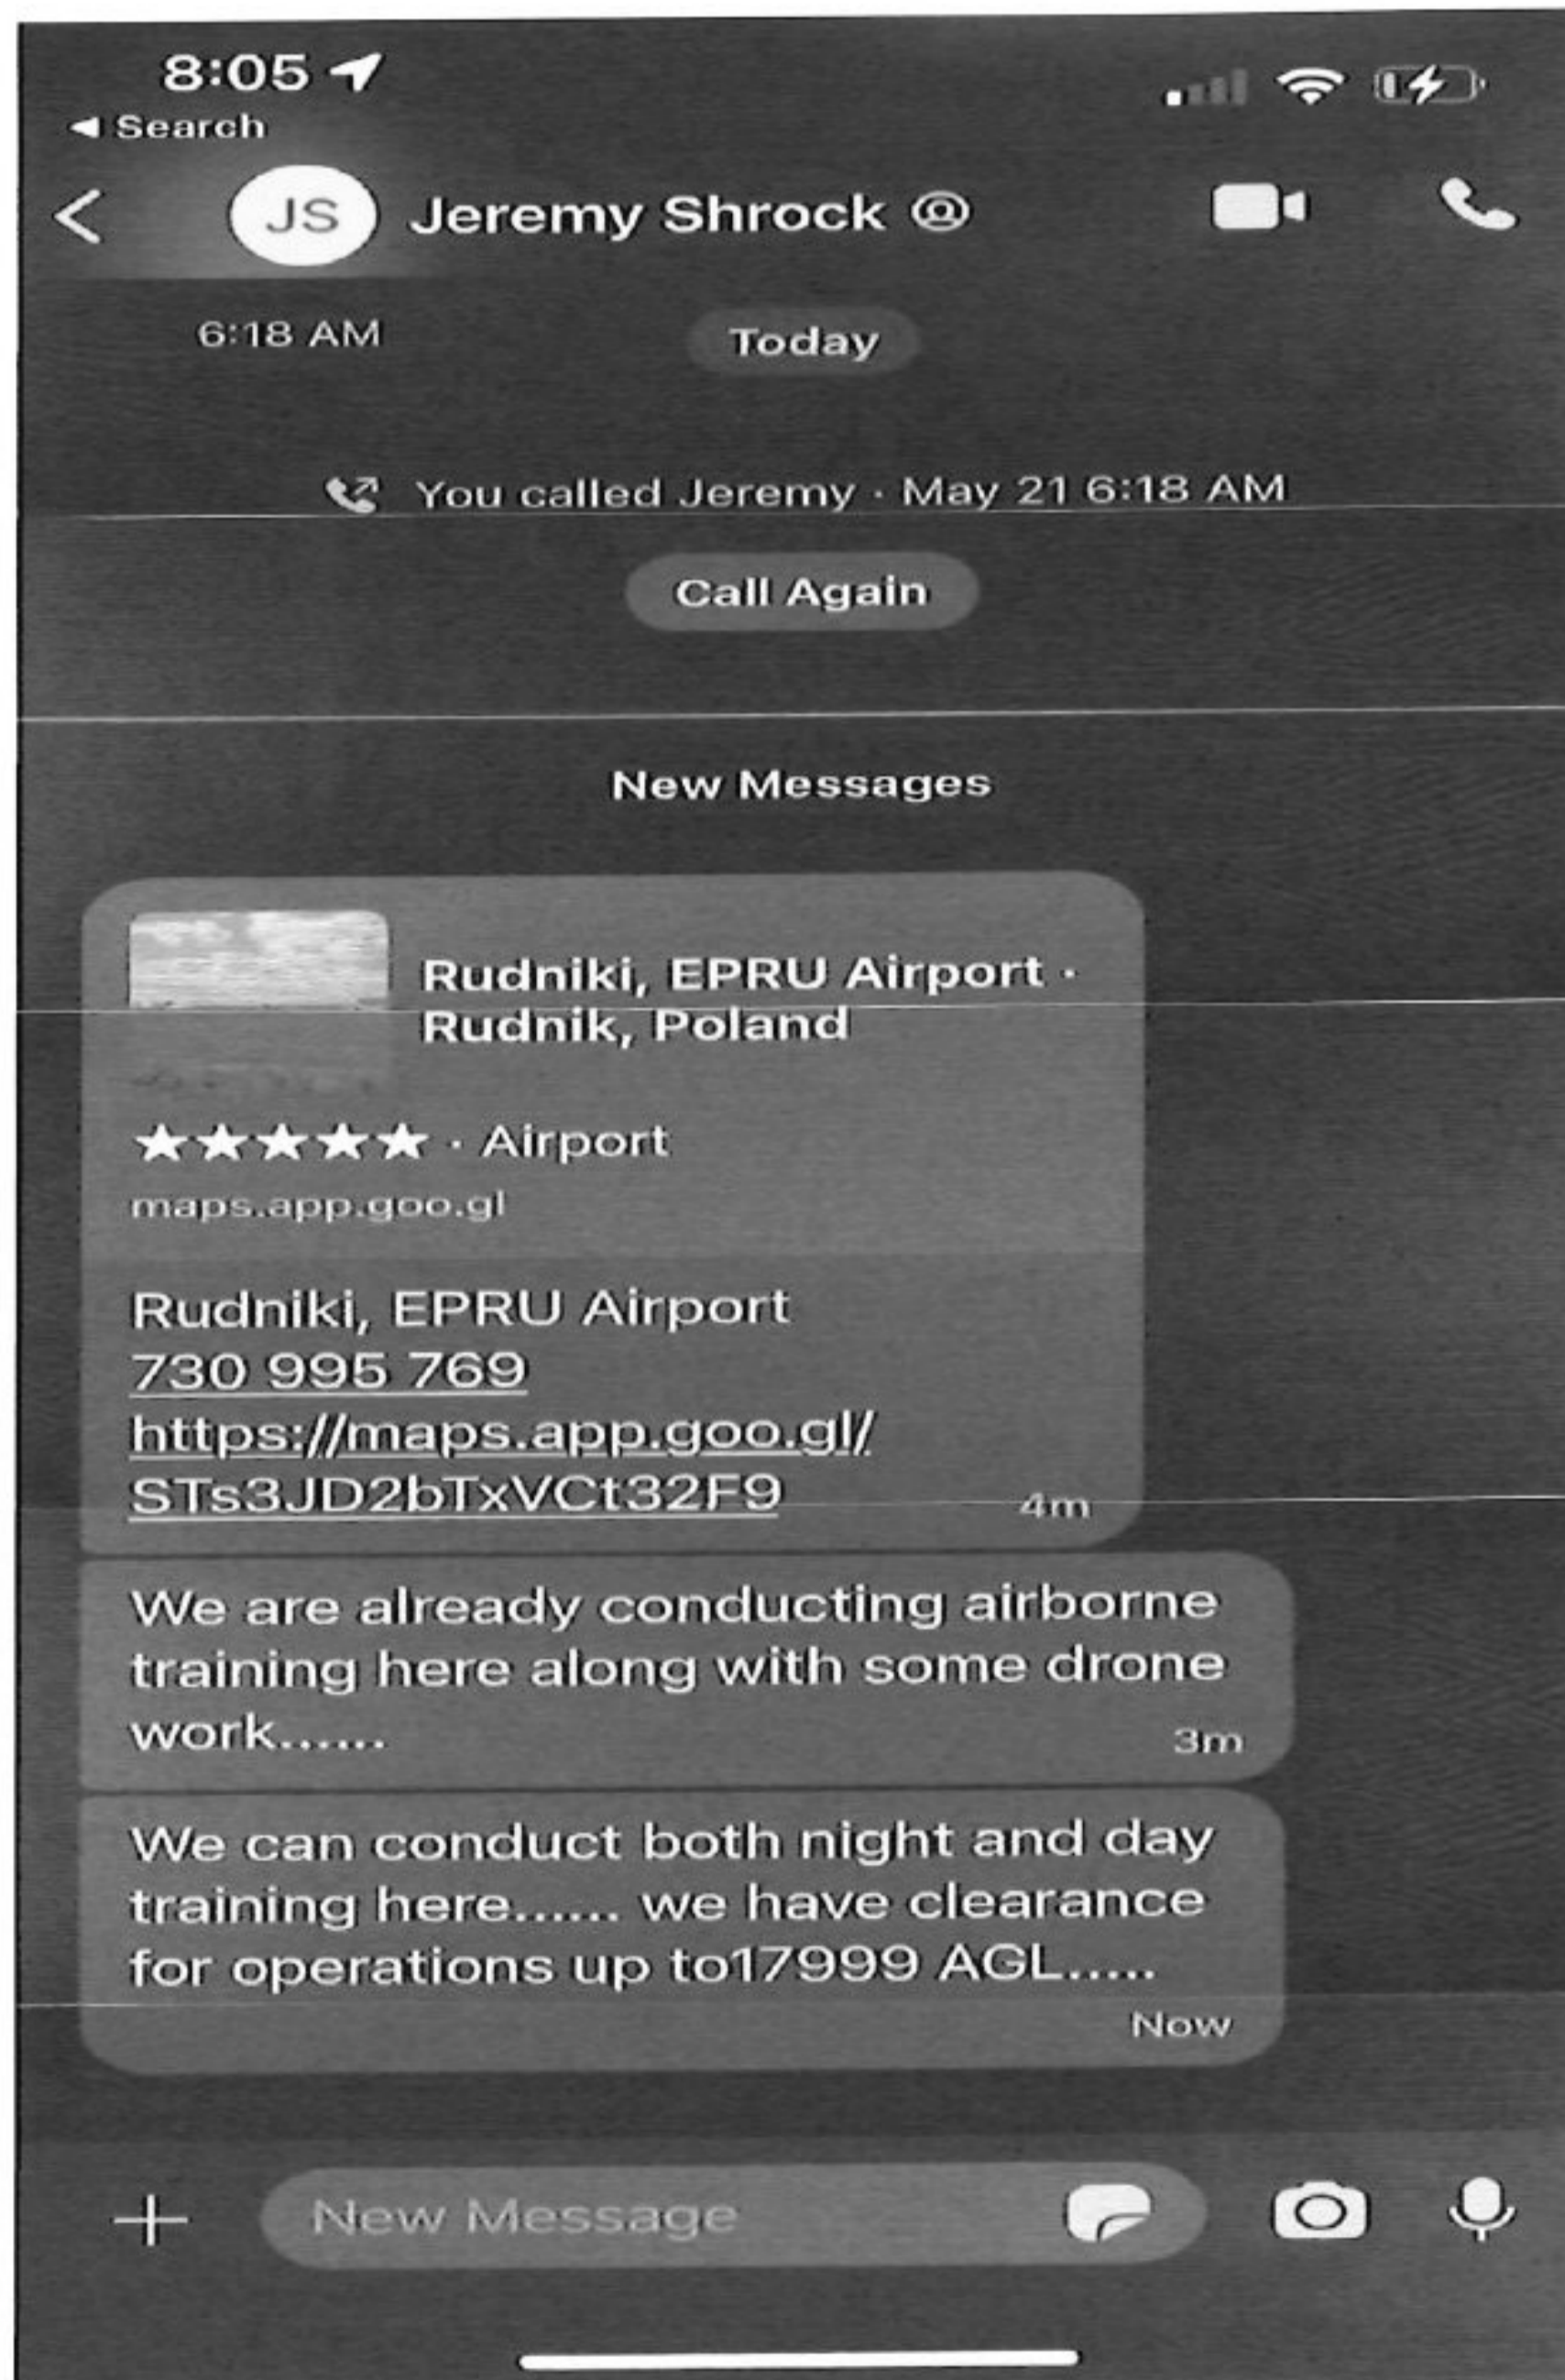 8:05
Search
JS Jeremy Shrock
6:18 AM
Today
You called Jeremy · May 21 6:18 AM
Call Again
New Messages
Rudniki, EPRU Airport ·
Rudnik, Poland
★★★★★ · Airport
maps.app.goo.gl
Rudniki, EPRU Airport
730 995 769
https://maps.app.goo.gl/
STs3JD2bTxVCt32F9
4m
We are already conducting airborne
training here along with some drone
work......
3m
We can conduct both night and day
training here...... we have clearance
for operations up to17999 AGL.....
Now
New Message